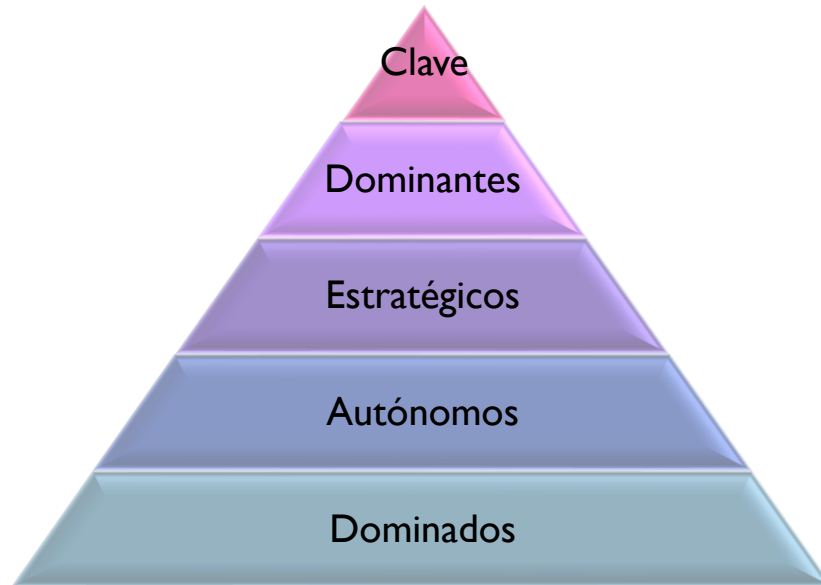 Clave
Dominantes
Estratégicos
Autónomos
Dominados